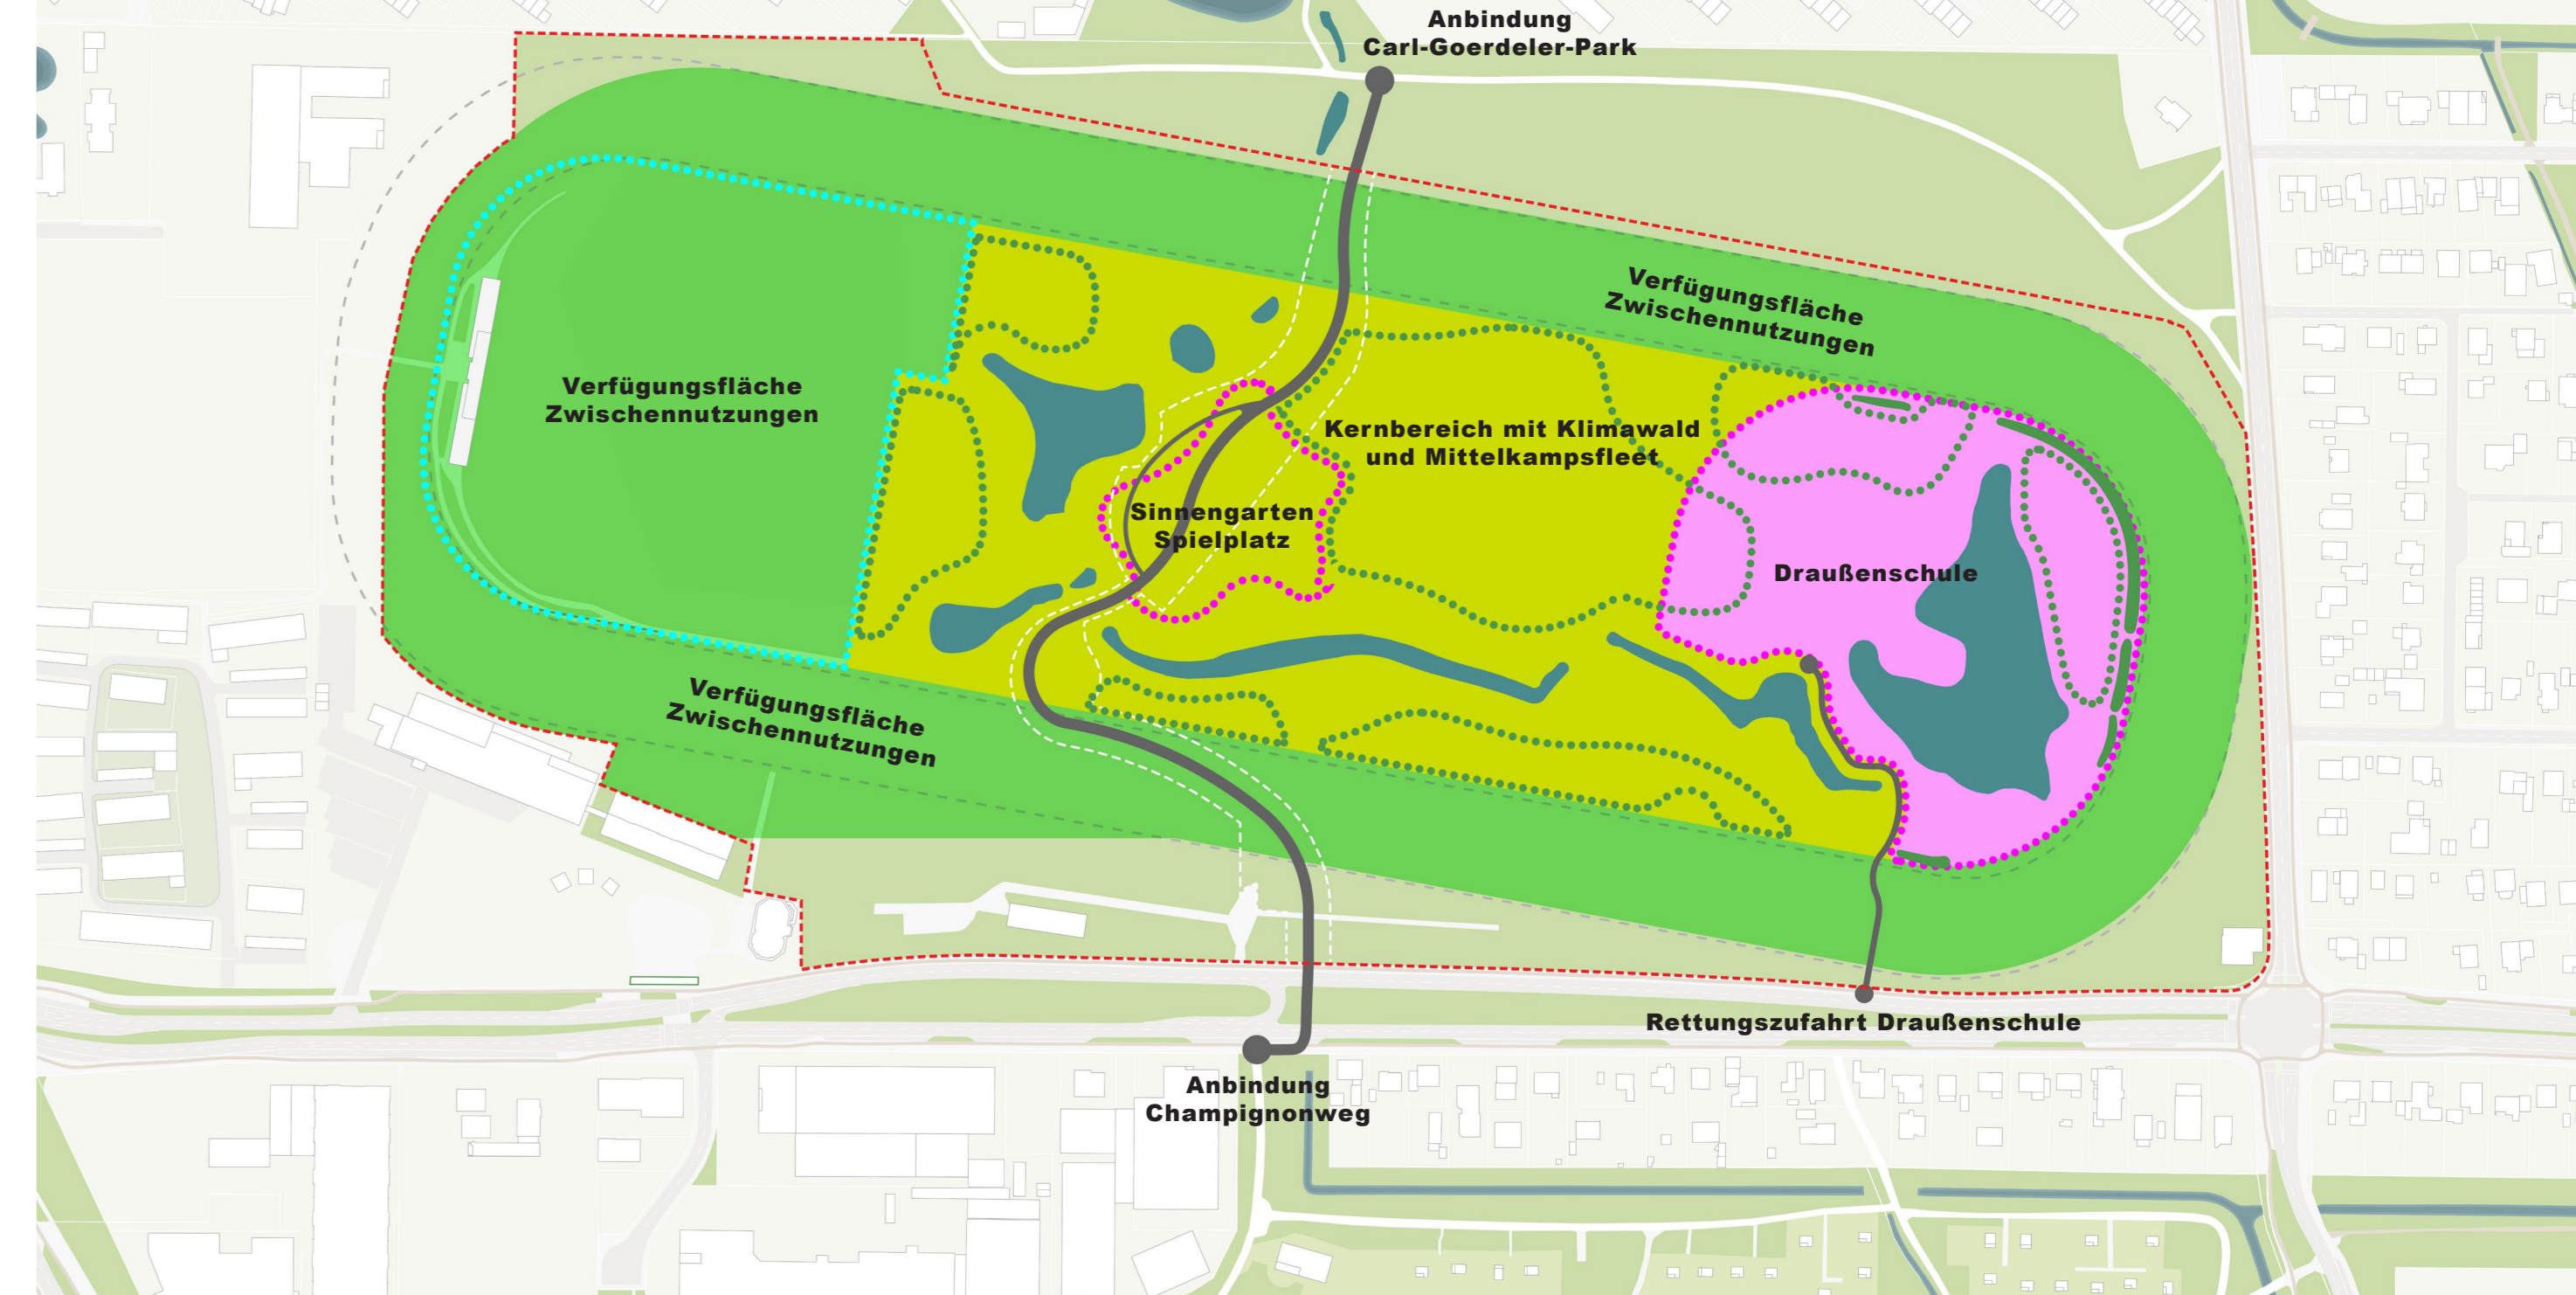 Anbindung
Carl-Goerdeler-Park
Verfügungsfläche
Zwischennutzungen
Verfügungsfläche
Zwischennutzungen
Kernbereich mit Klimawald
und Mittelkampsfleet
Sinnengarten
Spielplatz
Draußenschule
Verfügungsfläche
Zwischennutzungen
Rettungszufahrt Draußenschule
Anbindung
Champignonweg